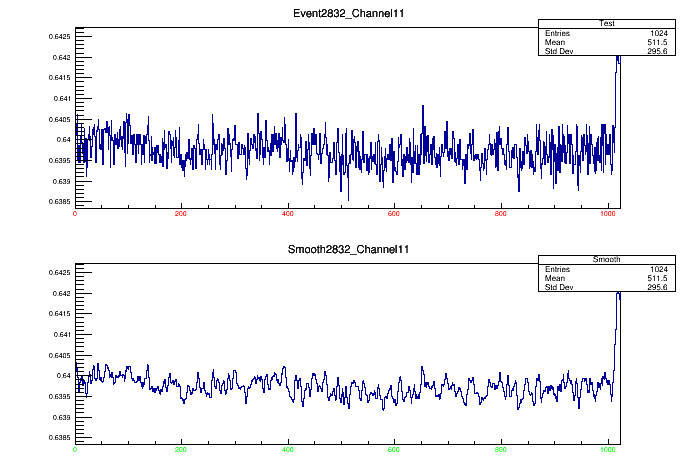 Event2832_Channel11
Test
Entries 1024
Mean 511.5
Std Dev 295.6
0.6425
0.642
0.6415
0.641
0.6405
0.64
0.6395
0.639
0.6385
0 200 400 600 800 1000
Smooth2832_Channel11
Smooth
Entries 1024
Mean 511.5
Std Dev 295.6
0.6425
0.642
0.6415
0.641
0.6405
0.64
0.6395
0.639
0.6385
0 200 400 600 800 1000